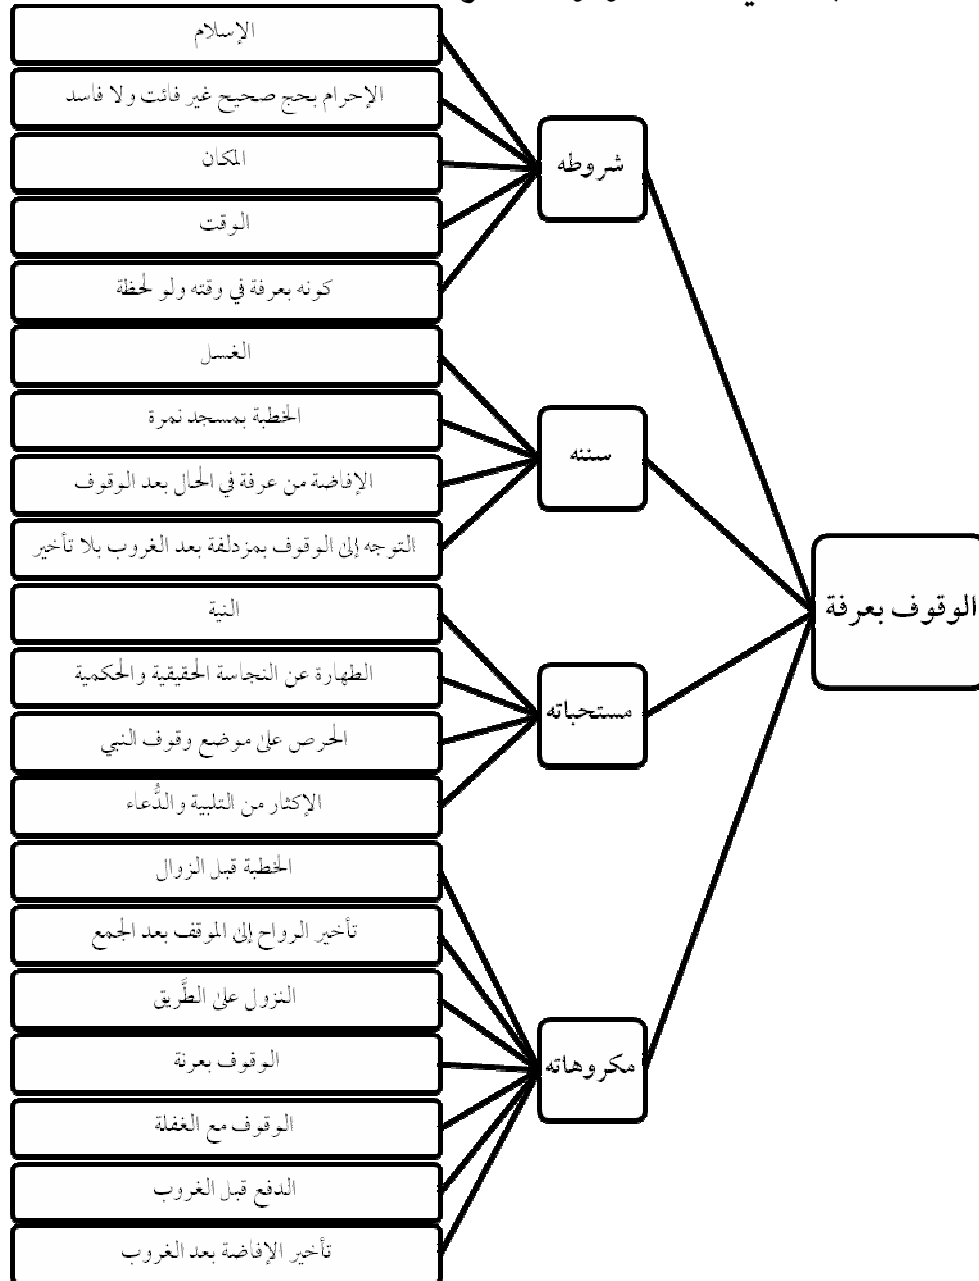 الوقوف بعرفة
شروطه
الإسلام
الإحرام بحج صحيح غير فائت ولا فاسد
المكان
الوقت
كونه بعرفة في وقته ولو لحظة
سننه
الغسل
الخطبة بمسجد نمرة
الإفاضة من عرفة في الحال بعد الوقوف
التوجه إلى الوقوف بمزدلفة بعد الغروب بلا تأخير
مستحباته
النية
الطهارة عن النجاسة الحقيقية والحكمية
الحرص على موضع وقوف النبي
الإكثار من التلبية والدُّعاء
مكروهاته
الخطبة قبل الزوال
تأخير الرواح إلى الموقف بعد الجمع
النزول على الطَّريق
الوقوف بعرنة
الوقوف مع الغفلة
الدفع قبل الغروب
تأخير الإفاضة بعد الغروب